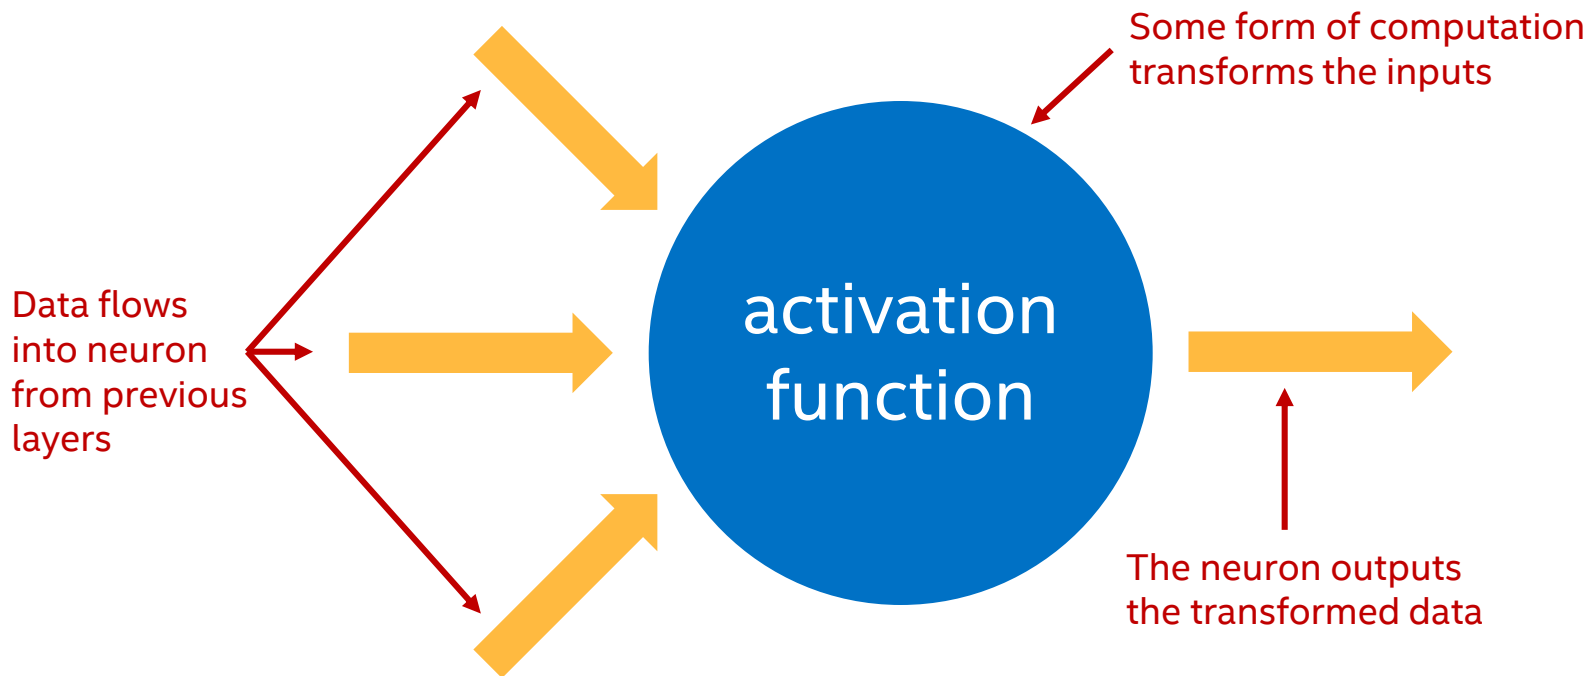 Some form of computation
transforms the inputs
Data flows
into neuron
from previous
layers
activation
function
The neuron outputs
the transformed data